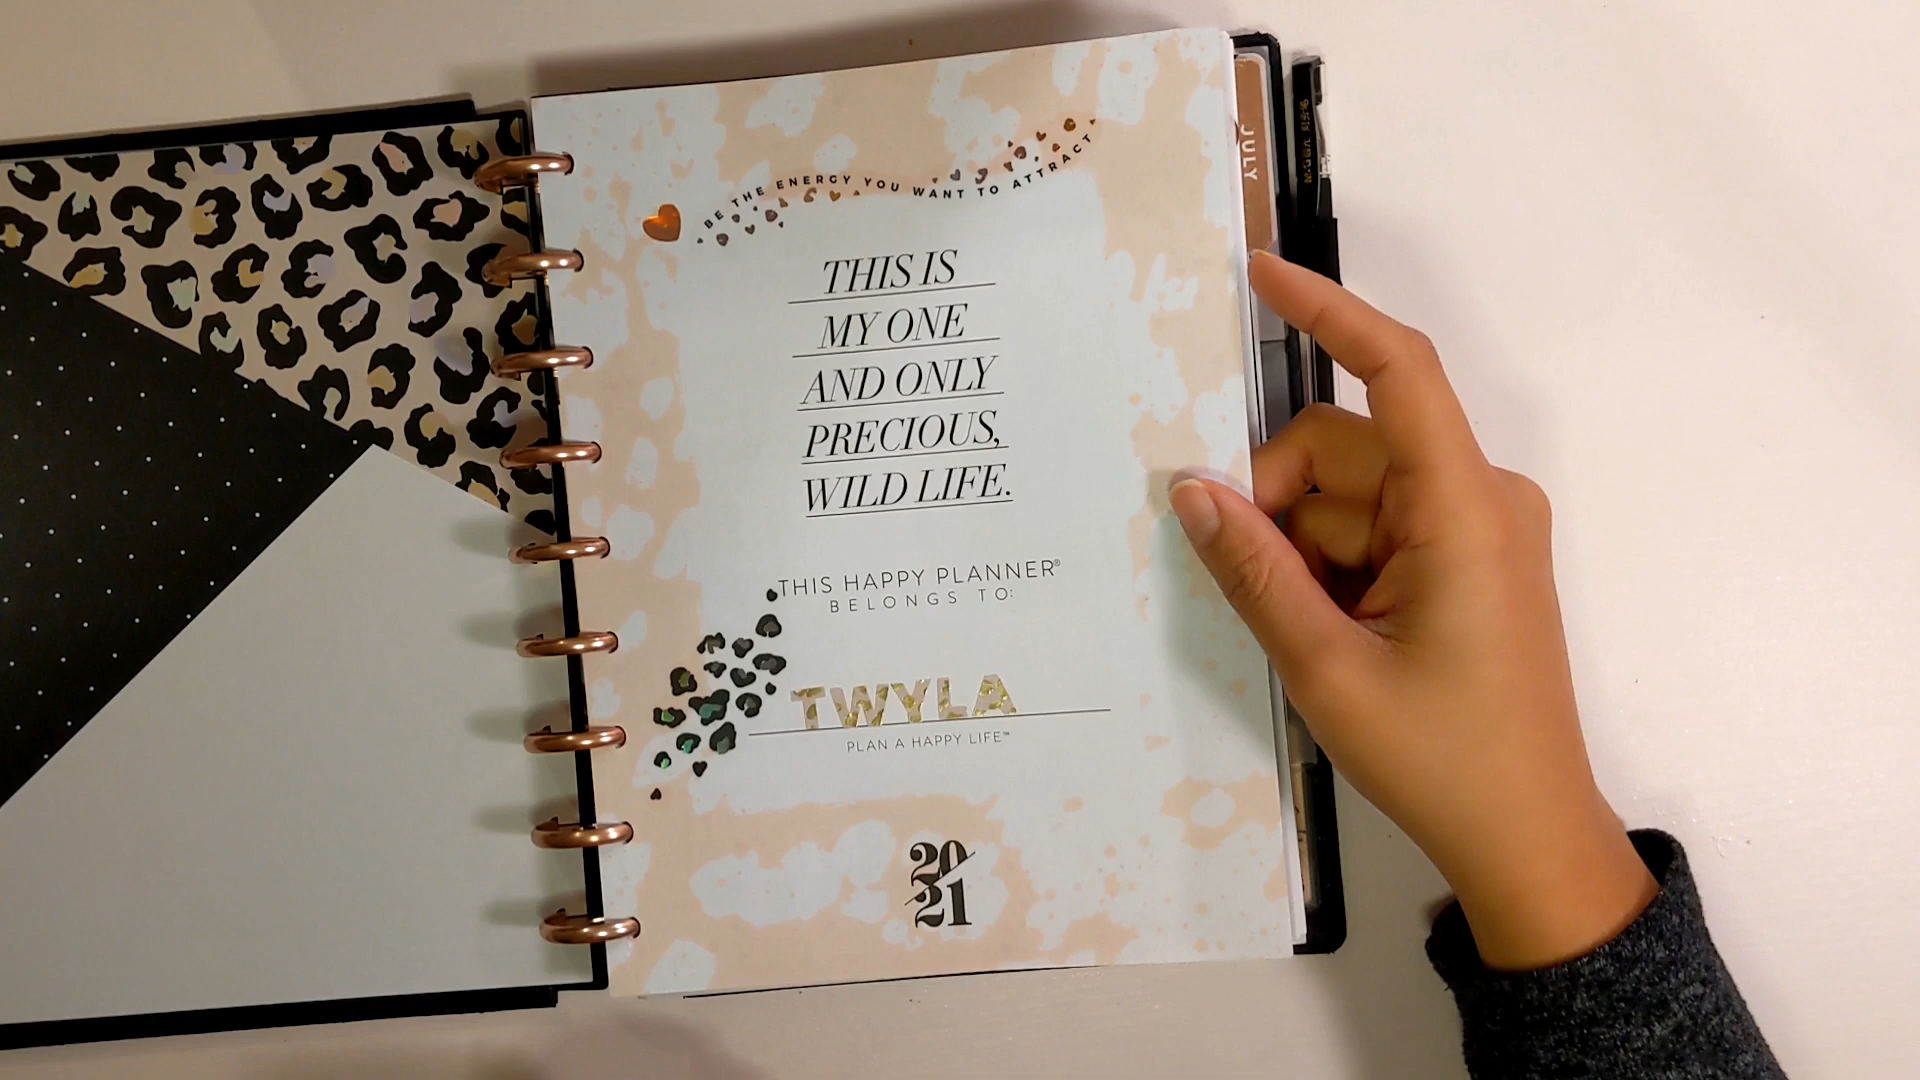 BE THE ENERGY YOU WANT TO ATTRACT
THIS IS
MY ONE
AND ONLY
PRECIOUS,
WILD LIFE.
THIS HAPPY PLANNER®
BELONGS TO:
TWYLA
PLAN A HAPPY LIFE™
20
21
JULY